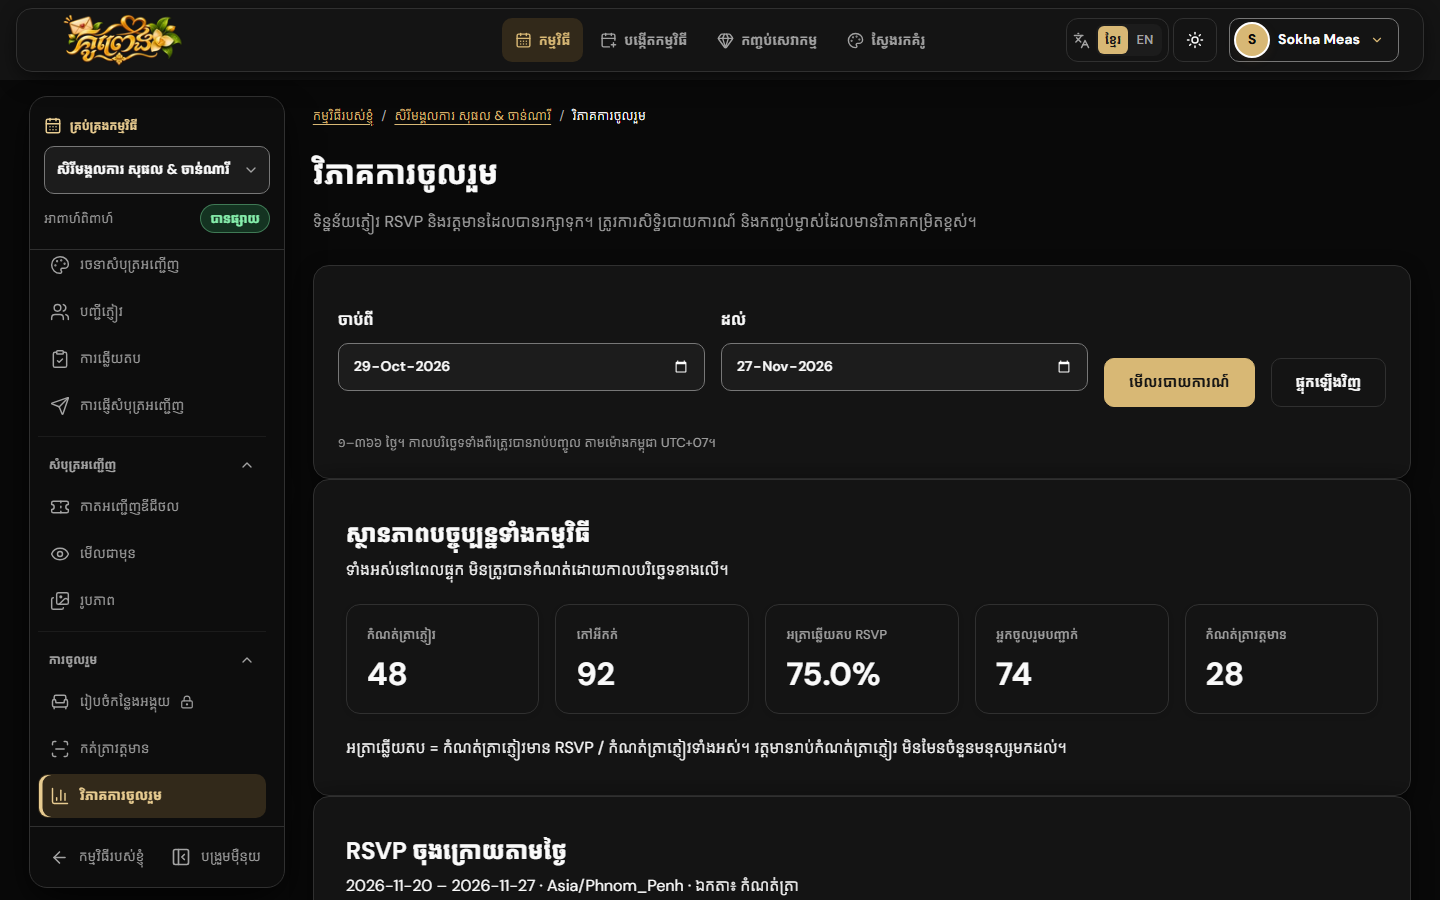 គូព្រេង
កម្មវិធី
បង្កើតកម្មវិធី
កញ្ចប់សេវាកម្ម
ស្វែងរកគំរូ
ខ្មែរ
EN
S
Sokha Meas
គ្រប់គ្រងកម្មវិធី
សិរីមង្គលការ សុផល & ចាន់ណារី
អាពាហ៍ពិពាហ៍
បានផ្សាយ
រចនាសំបុត្រអញ្ជើញ
បញ្ជីភ្ញៀវ
ការឆ្លើយតប
ការផ្ញើសំបុត្រអញ្ជើញ
សំបុត្រអញ្ជើញ
កាតអញ្ជើញឌីជីថល
មើលជាមុន
រូបភាព
ការចូលរួម
រៀបចំកន្លែងអង្គុយ
កត់ត្រាវត្តមាន
វិភាគការចូលរួម
កម្មវិធីរបស់ខ្ញុំ
បង្រួមម៉ឺនុយ
កម្មវិធីរបស់ខ្ញុំ / សិរីមង្គលការ សុផល & ចាន់ណារី / វិភាគការចូលរួម
វិភាគការចូលរួម
ទិន្នន័យភ្ញៀវ RSVP និងវត្តមានដែលបានរក្សាទុក។ ត្រូវការសិទ្ធិរបាយការណ៍ និងកញ្ចប់ម្ចាស់ដែលមានវិភាគកម្រិតខ្ពស់។
ចាប់ពី
29-Oct-2026
ដល់
27-Nov-2026
មើលរបាយការណ៍
ផ្ទុកឡើងវិញ
១–៣៦៦ ថ្ងៃ។ កាលបរិច្ឆេទទាំងពីរត្រូវបានរាប់បញ្ចូល តាមម៉ោងកម្ពុជា UTC+07។
ស្ថានភាពបច្ចុប្បន្នទាំងកម្មវិធី
ទាំងអស់នៅពេលផ្ទុក មិនត្រូវបានកំណត់ដោយកាលបរិច្ឆេទខាងលើ។
កំណត់ត្រាភ្ញៀវ
48
កៅអីកក់
92
អត្រាឆ្លើយតប RSVP
75.0%
អ្នកចូលរួមបញ្ជាក់
74
កំណត់ត្រាវត្តមាន
28
អត្រាឆ្លើយតប = កំណត់ត្រាភ្ញៀវមាន RSVP / កំណត់ត្រាភ្ញៀវទាំងអស់។ វត្តមានរាប់កំណត់ត្រាភ្ញៀវ មិនមែនចំនួនមនុស្សមកដល់។
RSVP ចុងក្រោយតាមថ្ងៃ
2026-11-20 – 2026-11-27 · Asia/Phnom_Penh · ឯកតា៖ កំណត់ត្រា